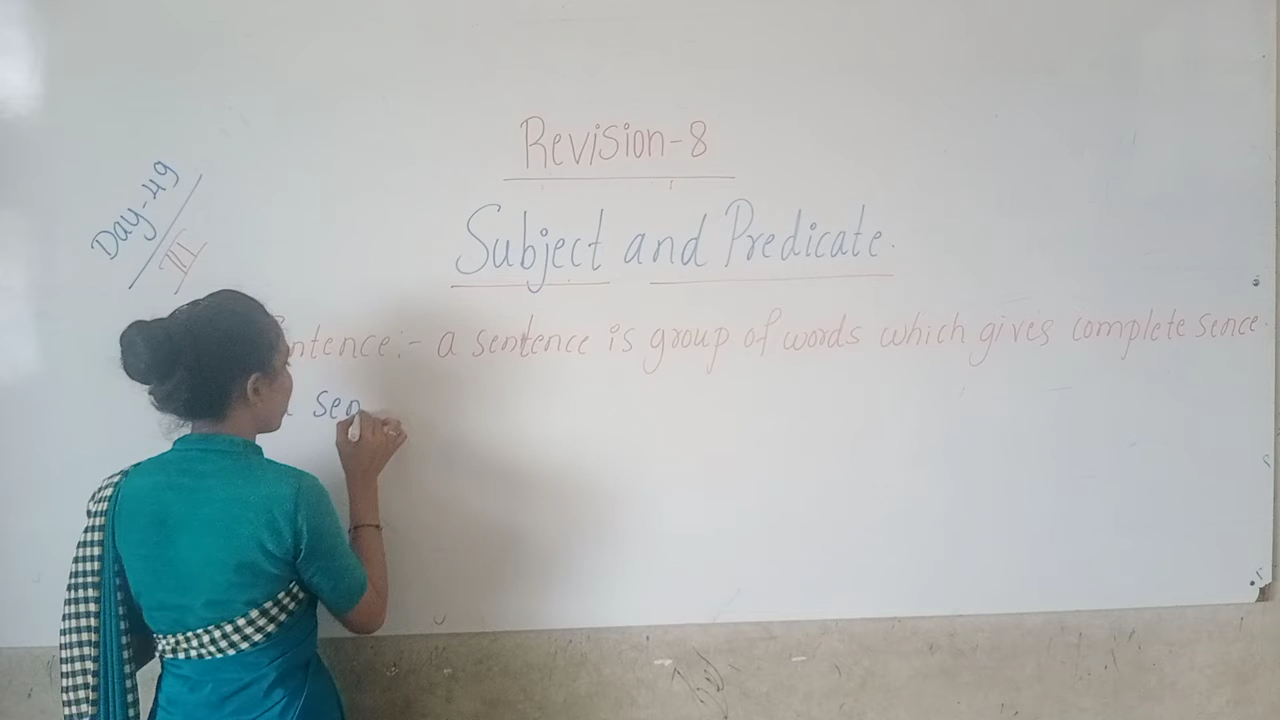 Revision-8
Day-49
III
Subject and Predicate.
ntence:- a sentence is group of words which gives complete sence.
sen